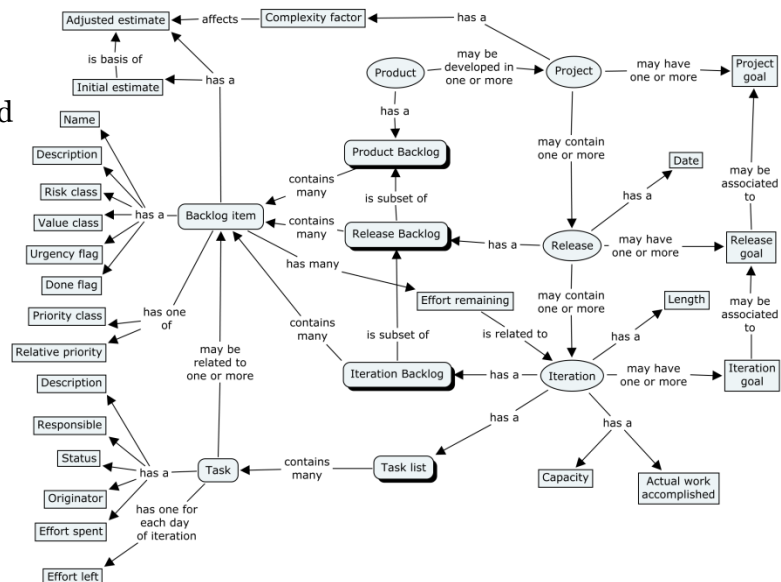 Adjusted estimate
affects
Complexity factor
has a
is basis of
Initial estimate
has a
Product
may be
developed in
one or more
Project
may have
one or more
Project
goal
d
Name
Description
Risk class
Value class
Urgency flag
Done flag
has a
Backlog item
has a
Product Backlog
contains
many
is subset of
contains
many
Release Backlog
may contain
one or more
Date
has a
has a
Release
may have
one or more
Release
goal
may be
associated
to
has many
Effort remaining
is related to
may contain
one or more
Length
has a
may be
associated
to
Priority class
Relative priority
has one
of
may be
related to
one or more
contains
many
is subset of
Iteration Backlog
has a
Iteration
may have
one or more
Iteration
goal
Description
Responsible
Status
Originator
Effort spent
has a
Task
contains
many
Task list
has a
has a
Capacity
Actual work
accomplished
has one for
each day
of iteration
Effort left